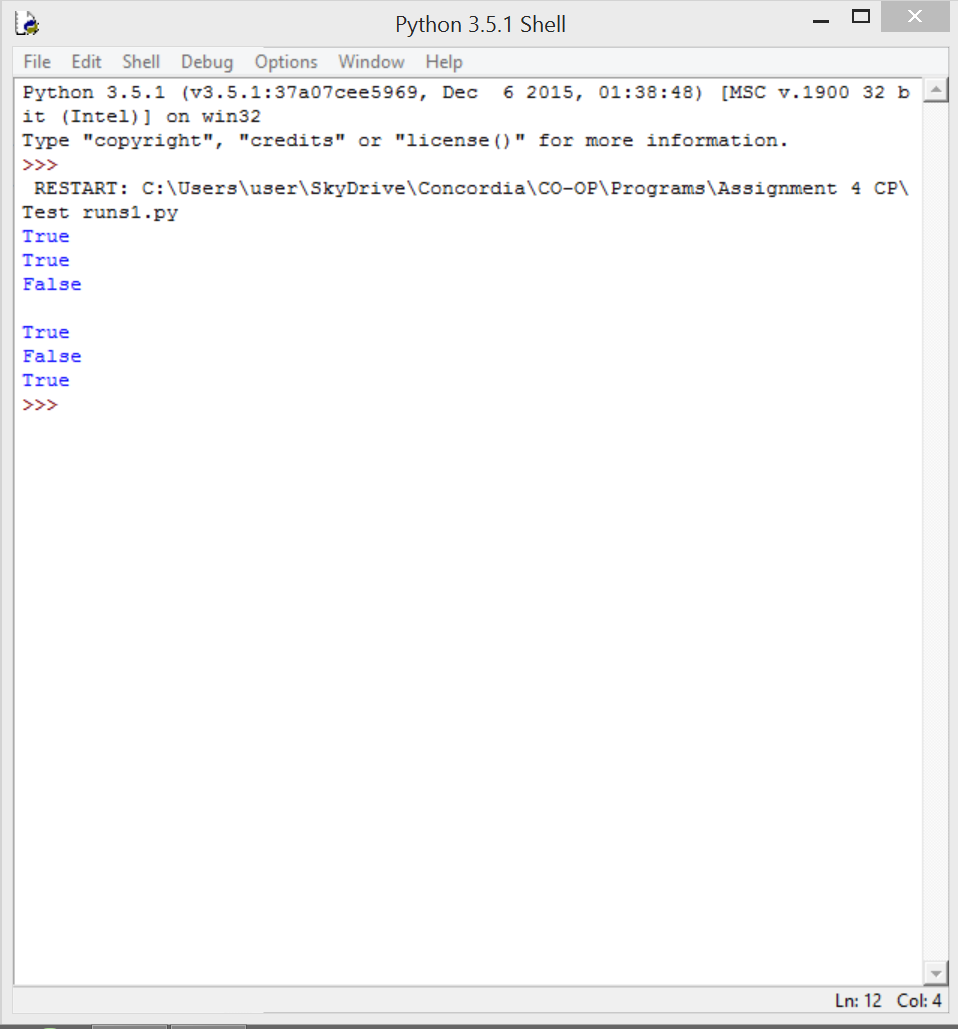 Python 3.5.1 Shell
File Edit Shell Debug Options Window Help
Python 3.5.1 (v3.5.1:37a07cee5969, Dec  6 2015, 01:38:48) [MSC v.1900 32 b
it (Intel)] on win32
Type "copyright", "credits" or "license()" for more information.
>>>
 RESTART: C:\Users\user\SkyDrive\Concordia\CO-OP\Programs\Assignment 4 CP\
Test runs1.py
True
True
False

True
False
True
>>>
Ln: 12 Col: 4